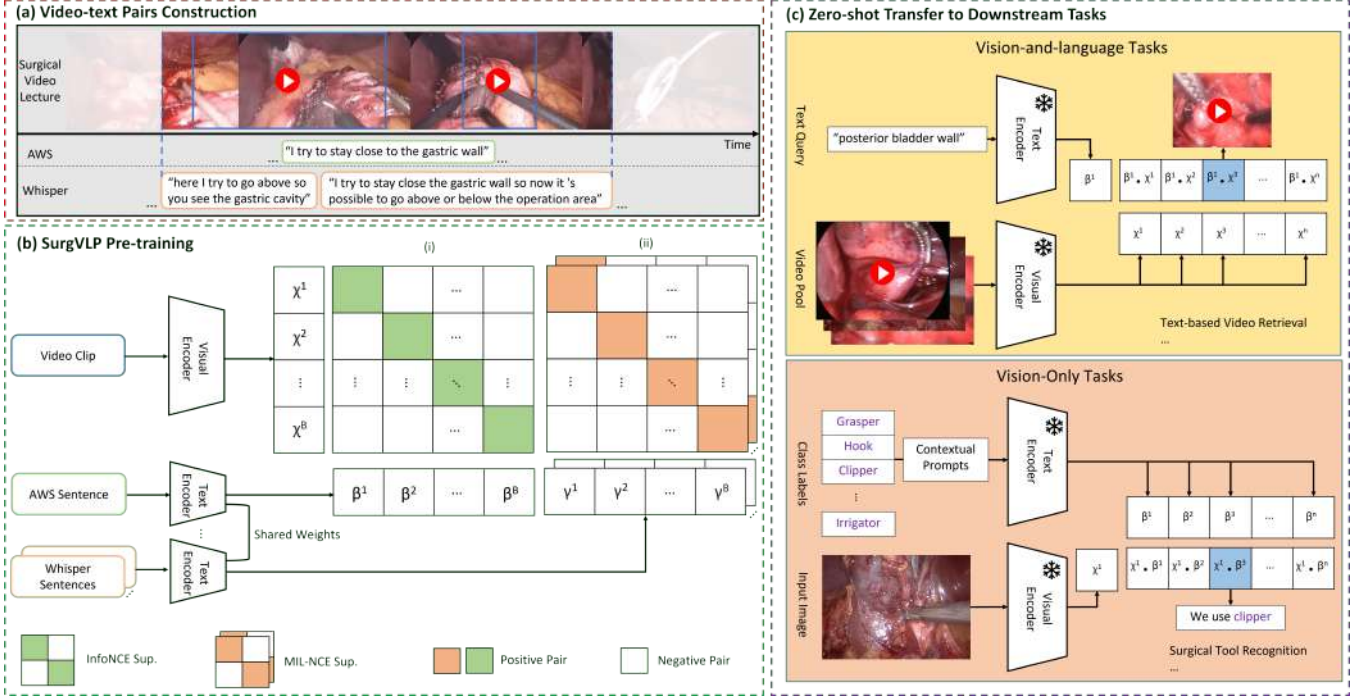 (a) Video-text Pairs Construction
Surgical
Video
Lecture
Time
AWS
... "I try to stay close to the gastric wall" ...
Whisper
... "here I try to go above so
you see the gastric cavity"
"I try to stay close the gastric wall so now it 's
possible to go above or below the operation area" ...
(b) SurgVLP Pre-training
(i)
(ii)
Video Clip
Visual
Encoder
χ¹
χ²
⋮
χᴮ
...
...
⋮ ⋮ ⋱ ⋮
...
...
...
⋮ ⋮ ⋱ ⋮
...
AWS Sentence
Text
Encoder
β¹ β² ... βᴮ
γ¹ γ² ... γᴮ
...
Shared Weights
Whisper
Sentences
Text
Encoder
InfoNCE Sup.
MIL-NCE Sup.
Positive Pair
Negative Pair
(c) Zero-shot Transfer to Downstream Tasks
Vision-and-language Tasks
Text Query
"posterior bladder wall"
Text
Encoder
β¹
β¹ • χ¹ β¹ • χ² β¹ • χ³ ... β¹ • χⁿ
χ¹ χ² χ³ ... χⁿ
Video Pool
Visual
Encoder
Text-based Video Retrieval
...
Vision-Only Tasks
Class Labels
Grasper
Hook
Clipper
⋮
Irrigator
Contextual
Prompts
Text
Encoder
β¹ β² β³ ... βⁿ
Input Image
Visual
Encoder
χ¹
χ¹ • β¹ χ¹ • β² χ¹ • β³ ... χ¹ • βⁿ
We use clipper
Surgical Tool Recognition
...